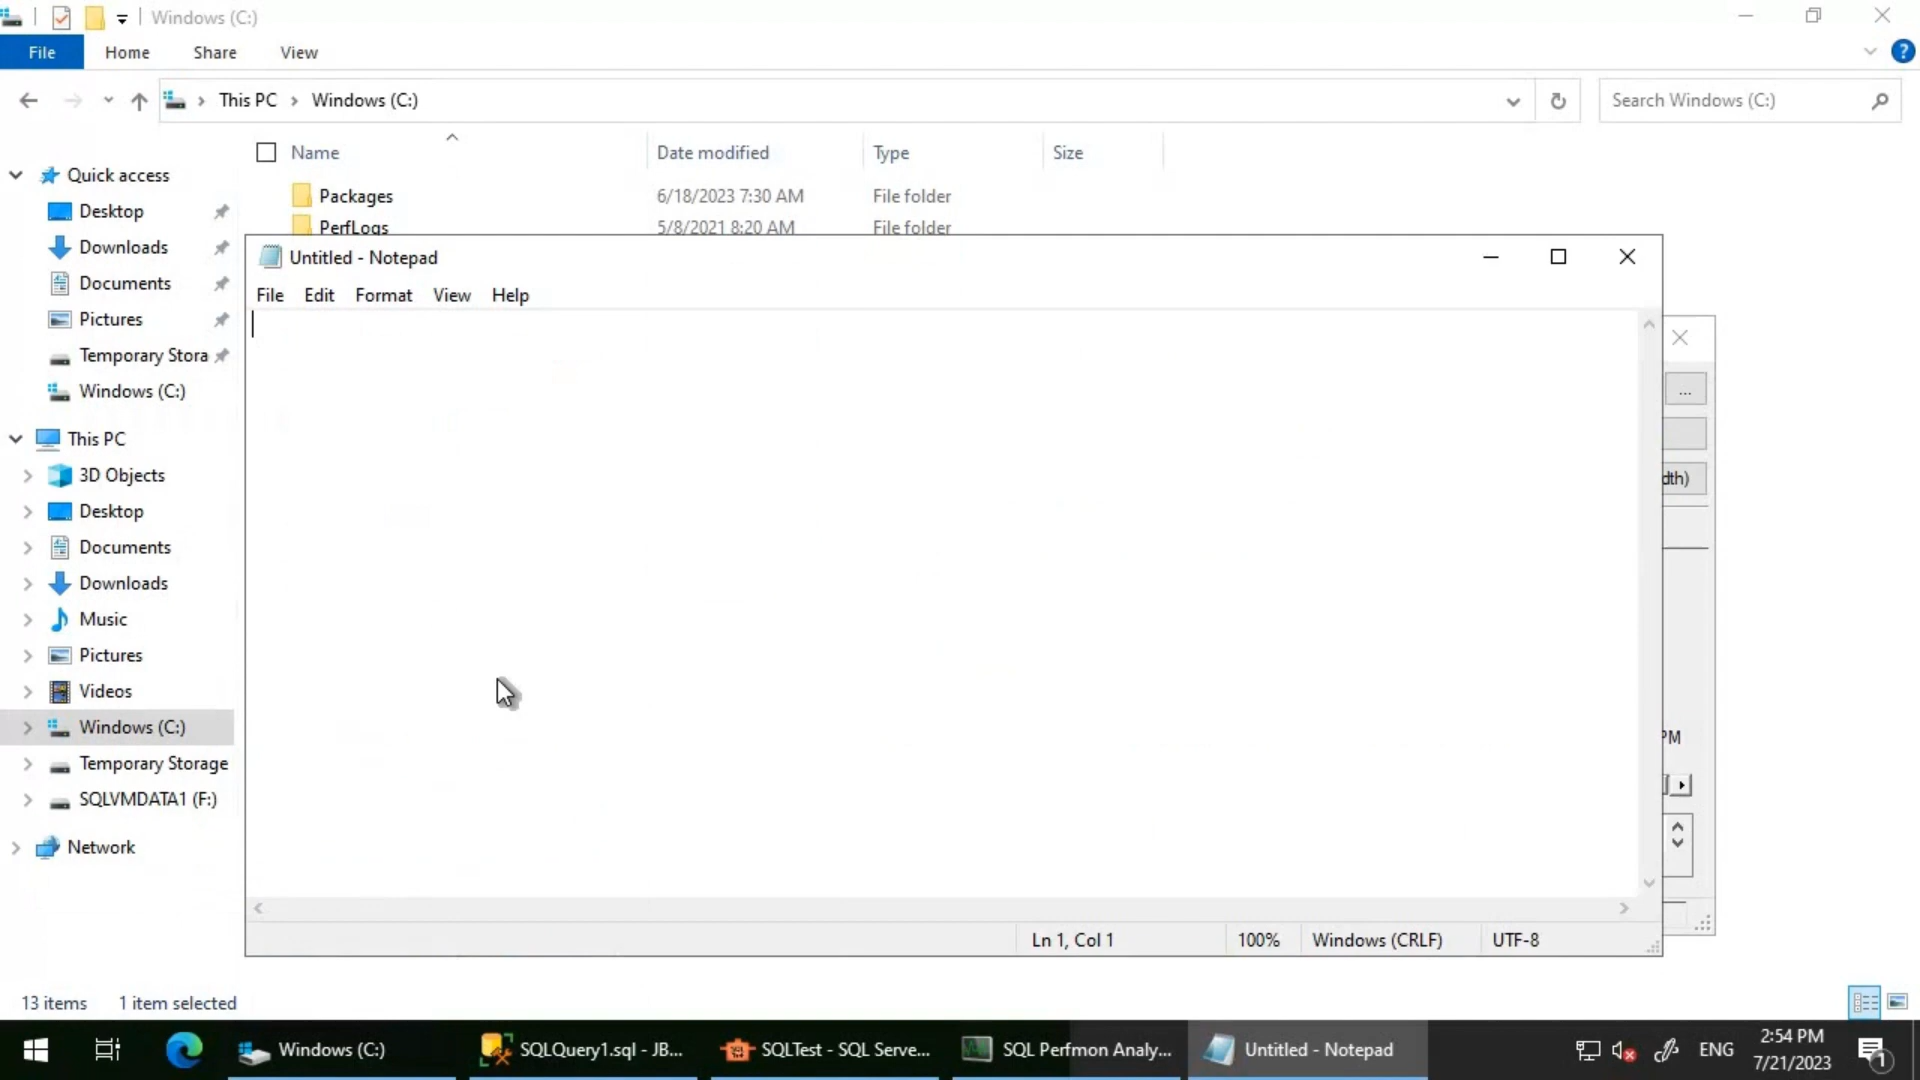 Windows (C:)
File Home Share View
This PC Windows (C:)
Search Windows (C:)
Name Date modified Type Size
Quick access
Desktop
Downloads
Documents
Pictures
Temporary Stora
Windows (C:)
This PC
3D Objects
Desktop
Documents
Downloads
Music
Pictures
Videos
Windows (C:)
Temporary Storage
SQLVMDATA1 (F:)
Network
Packages 6/18/2023 7:30 AM File folder
PerfLogs 5/8/2021 8:20 AM File folder
Untitled - Notepad
File Edit Format View Help
Ln 1, Col 1 100% Windows (CRLF) UTF-8
...
dth)
PM
13 items 1 item selected
Windows (C:) SQLQuery1.sql - JB... SQLTest - SQL Serve... SQL Perfmon Analy... Untitled - Notepad
ENG
2:54 PM
7/21/2023
1